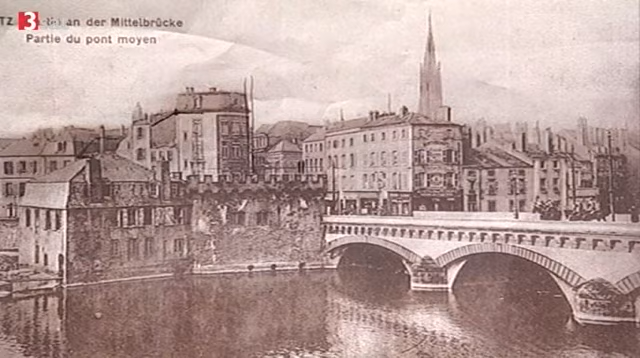 TZ 3 an der Mittelbrücke
Partie du pont moyen